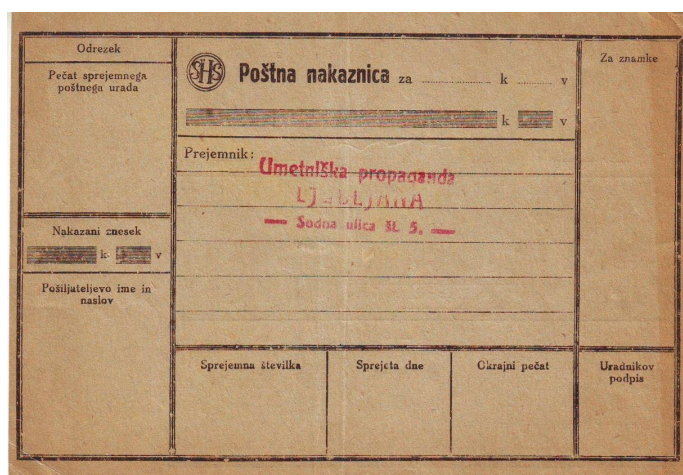 Odrezek
Pečat sprejemnega
poštnega urada
Nakazani znesek
k v
Pošiljateljevo ime in
naslov
SHS
Poštna nakaznica za k v
k v
Prejemnik:
Umetniška propaganda
LJUBLJANA
— Sodna ulica št. 5. —
Sprejemna številka
Sprejeta dne
Okrajni pečat
Za znamke
Uradnikov
podpis